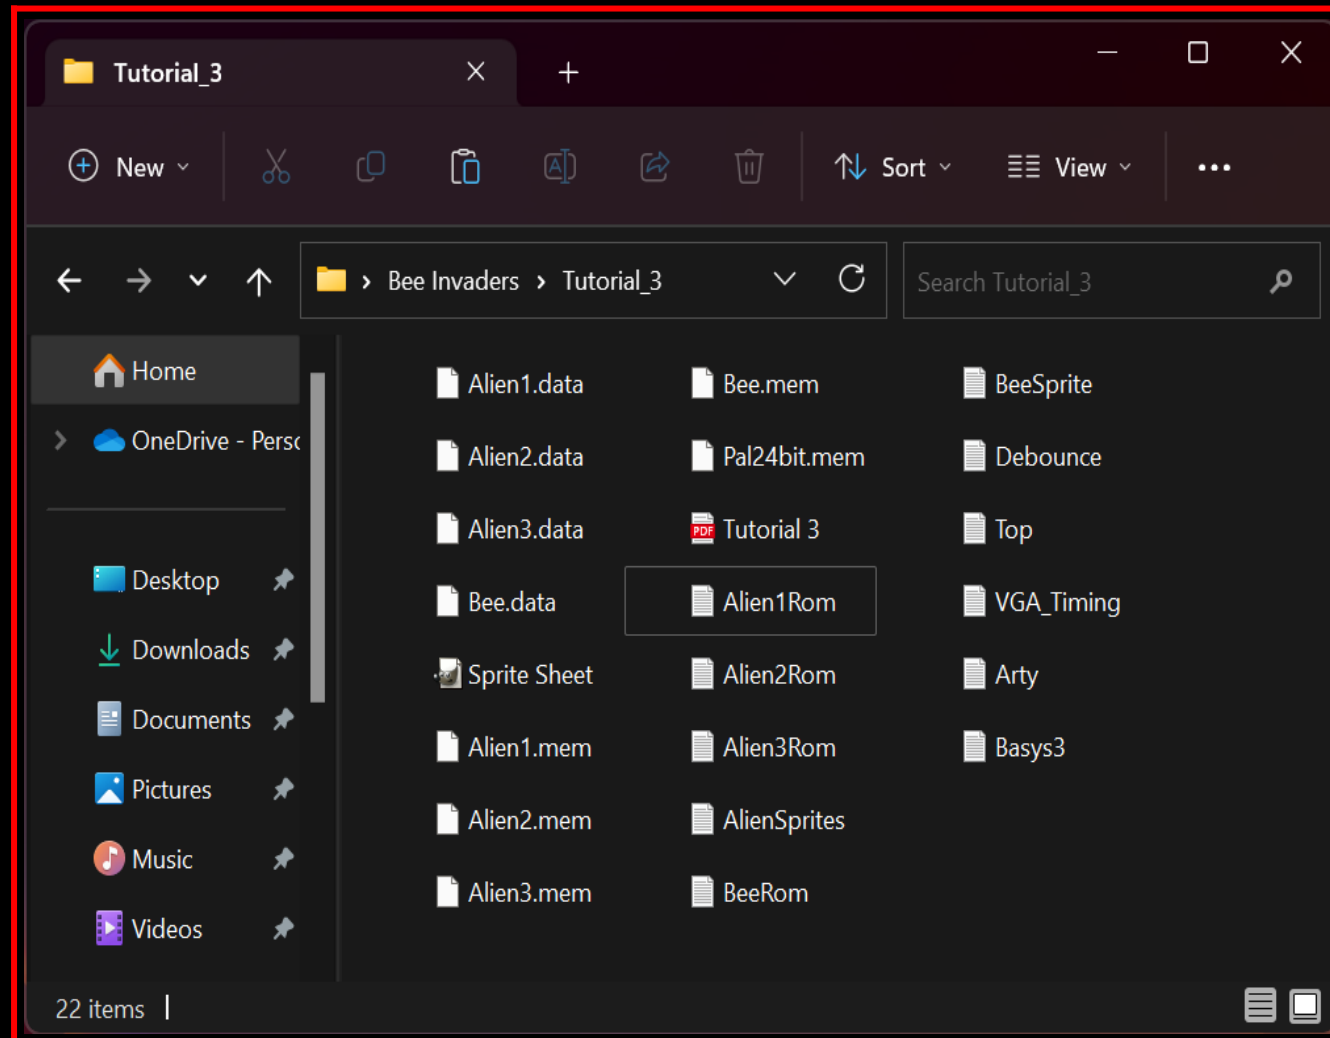 Tutorial_3
New
Sort
View
Bee Invaders
Tutorial_3
Search Tutorial_3
Home
OneDrive - Perso
Desktop
Downloads
Documents
Pictures
Music
Videos
Alien1.data
Alien2.data
Alien3.data
Bee.data
Sprite Sheet
Alien1.mem
Alien2.mem
Alien3.mem
Bee.mem
Pal24bit.mem
PDF Tutorial 3
Alien1Rom
Alien2Rom
Alien3Rom
AlienSprites
BeeRom
BeeSprite
Debounce
Top
VGA_Timing
Arty
Basys3
22 items